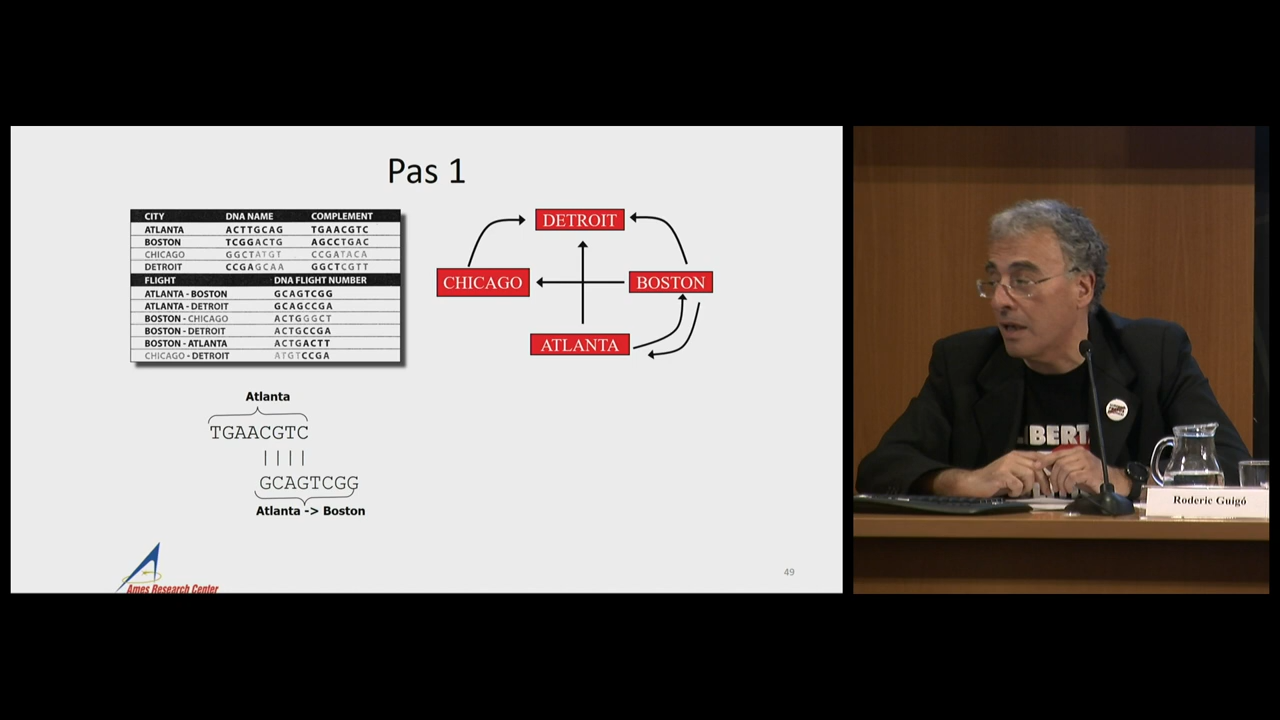 Pas 1
CITY DNA NAME COMPLEMENT
ATLANTA ACTTGCAG TGAACGTC
BOSTON TCGGACTG AGCCTGAC
CHICAGO GGCTATGT CCGATACA
DETROIT CCGAGCAA GGCTCGTT
FLIGHT DNA FLIGHT NUMBER
ATLANTA - BOSTON GCAGTCGG
ATLANTA - DETROIT GCAGCCGA
BOSTON - CHICAGO ACTGGGCT
BOSTON - DETROIT ACTGCCGA
BOSTON - ATLANTA ACTGACTT
CHICAGO - DETROIT ATGTCCGA
DETROIT
CHICAGO
BOSTON
ATLANTA
Atlanta
TGAACGTC
GCAGTCGG
Atlanta -> Boston
Ames Research Center
49
Roderic Guigó